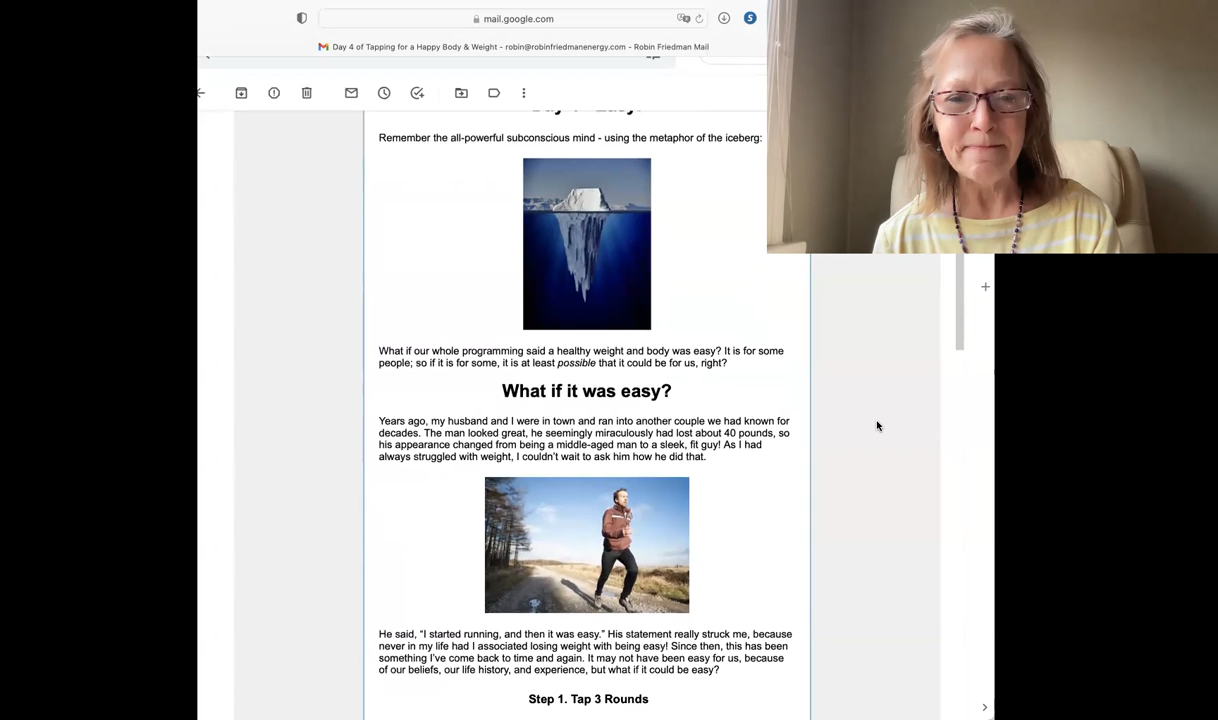 mail.google.com
Day 4 of Tapping for a Happy Body & Weight - robin@robinfriedmanenergy.com - Robin Friedman Mail
Remember the all-powerful subconscious mind - using the metaphor of the iceberg:
What if our whole programming said a healthy weight and body was easy? It is for some
people; so if it is for some, it is at least possible that it could be for us, right?
What if it was easy?
Years ago, my husband and I were in town and ran into another couple we had known for
decades. The man looked great, he seemingly miraculously had lost about 40 pounds, so
his appearance changed from being a middle-aged man to a sleek, fit guy! As I had
always struggled with weight, I couldn't wait to ask him how he did that.
He said, “I started running, and then it was easy.” His statement really struck me, because
never in my life had I associated losing weight with being easy! Since then, this has been
something I've come back to time and again. It may not have been easy for us, because
of our beliefs, our life history, and experience, but what if it could be easy?
Step 1. Tap 3 Rounds